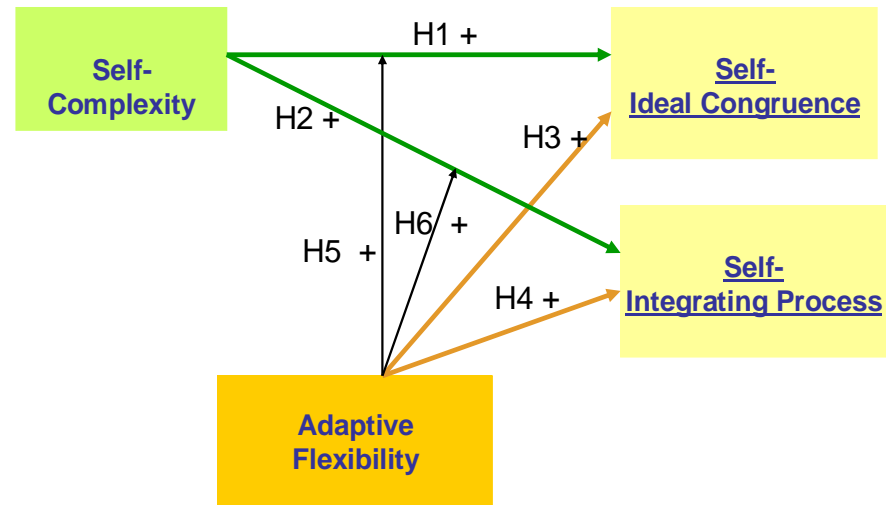 H1 +
Self-
Complexity
Self-
Ideal Congruence
H2 +
H3 +
H6 +
H5 +
Self-
Integrating Process
H4 +
Adaptive
Flexibility